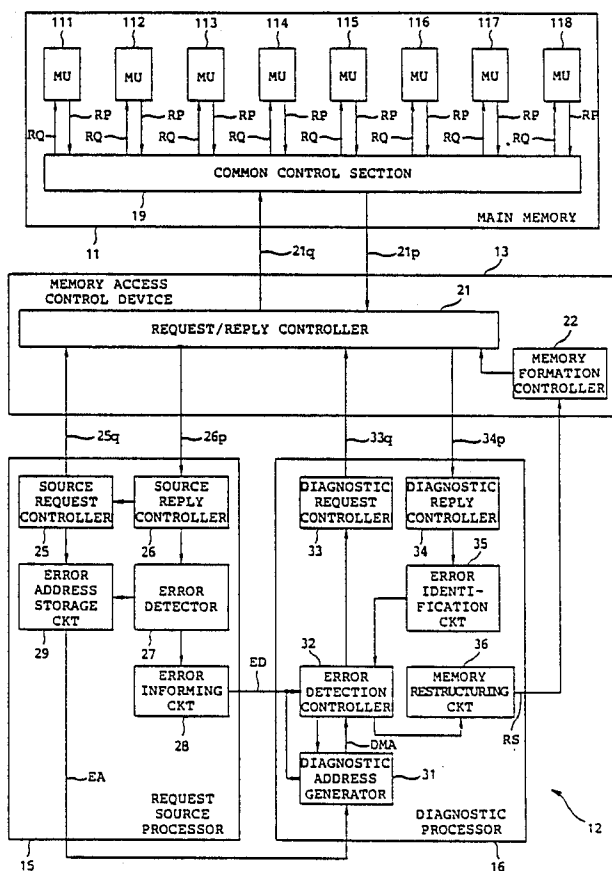 111 112 113 114 115 116 117 118
MU MU MU MU MU MU MU MU
RP RP RP RP RP RP RP RP
RQ RQ RQ RQ RQ RQ RQ RQ
COMMON CONTROL SECTION
19
MAIN MEMORY
11
21q 21p
13
MEMORY ACCESS
CONTROL DEVICE
21
REQUEST/REPLY CONTROLLER
22
MEMORY
FORMATION
CONTROLLER
25q 26p 33q 34p
SOURCE
REQUEST
CONTROLLER
25
SOURCE
REPLY
CONTROLLER
26
DIAGNOSTIC
REQUEST
CONTROLLER
33
DIAGNOSTIC
REPLY
CONTROLLER
34
35
ERROR
ADDRESS
STORAGE
CKT
29
ERROR
DETECTOR
27
ERROR
IDENTI-
FICATION
CKT
ERROR
INFORMING
CKT
28
ED
32
ERROR
DETECTION
CONTROLLER
36
MEMORY
RESTRUCTURING
CKT
RS
DMA
DIAGNOSTIC
ADDRESS
GENERATOR
31
EA
REQUEST
SOURCE
PROCESSOR
15
DIAGNOSTIC
PROCESSOR
16
12